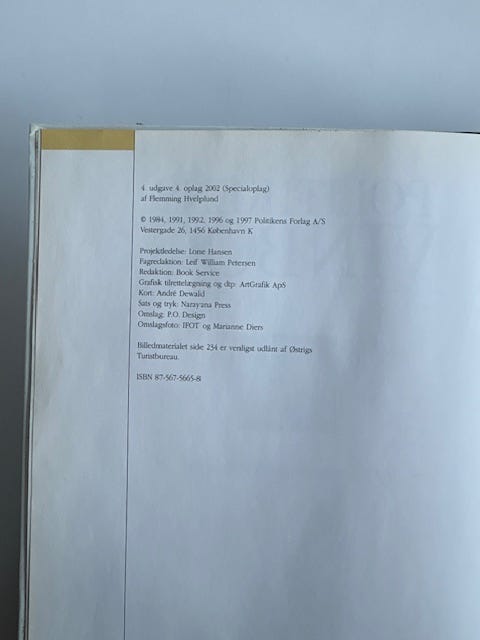 4. udgave 4. oplag 2002 (Specialoplag)
af Flemming Hvelplund
© 1984, 1991, 1992, 1996 og 1997 Politikens Forlag A/S
Vestergade 26, 1456 København K
Projektledelse: Lone Hansen
Fagredaktion: Leif William Petersen
Redaktion: Book Service
Grafisk tilrettelægning og dtp: ArtGrafik ApS
Kort: André Dewald
Sats og tryk: Narayana Press
Omslag: P.O. Design
Omslagsfoto: IFOT og Marianne Diers
Billedmaterialet side 234 er venligst udlånt af Østrigs
Turistbureau.
ISBN 87-567-5665-8